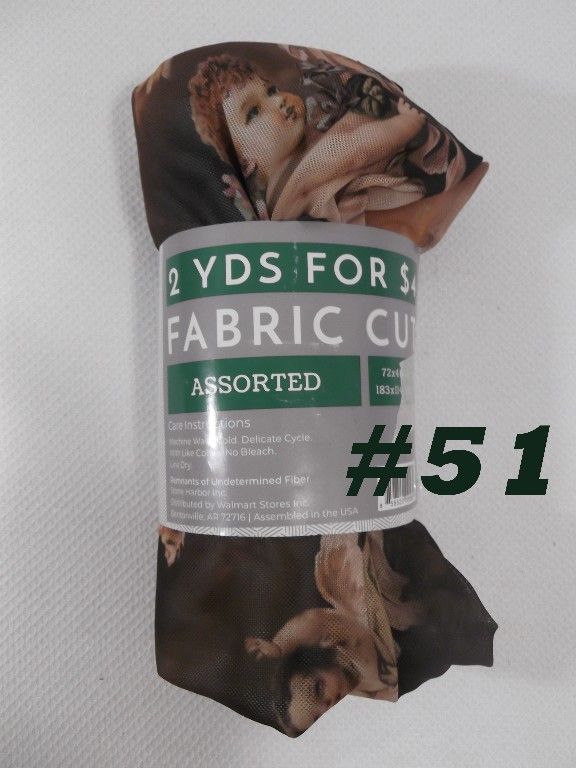 2 YDS FOR $4
FABRIC CUT
ASSORTED
72x4
183x114
Care Instructions
Machine Wash Cold. Delicate Cycle.
With Like Colors. No Bleach.
Line Dry.
Remnants of Undetermined Fiber
Stone Harbor Inc.
Distributed by Walmart Stores Inc.
Bentonville, AR 72716 | Assembled in the USA
#51